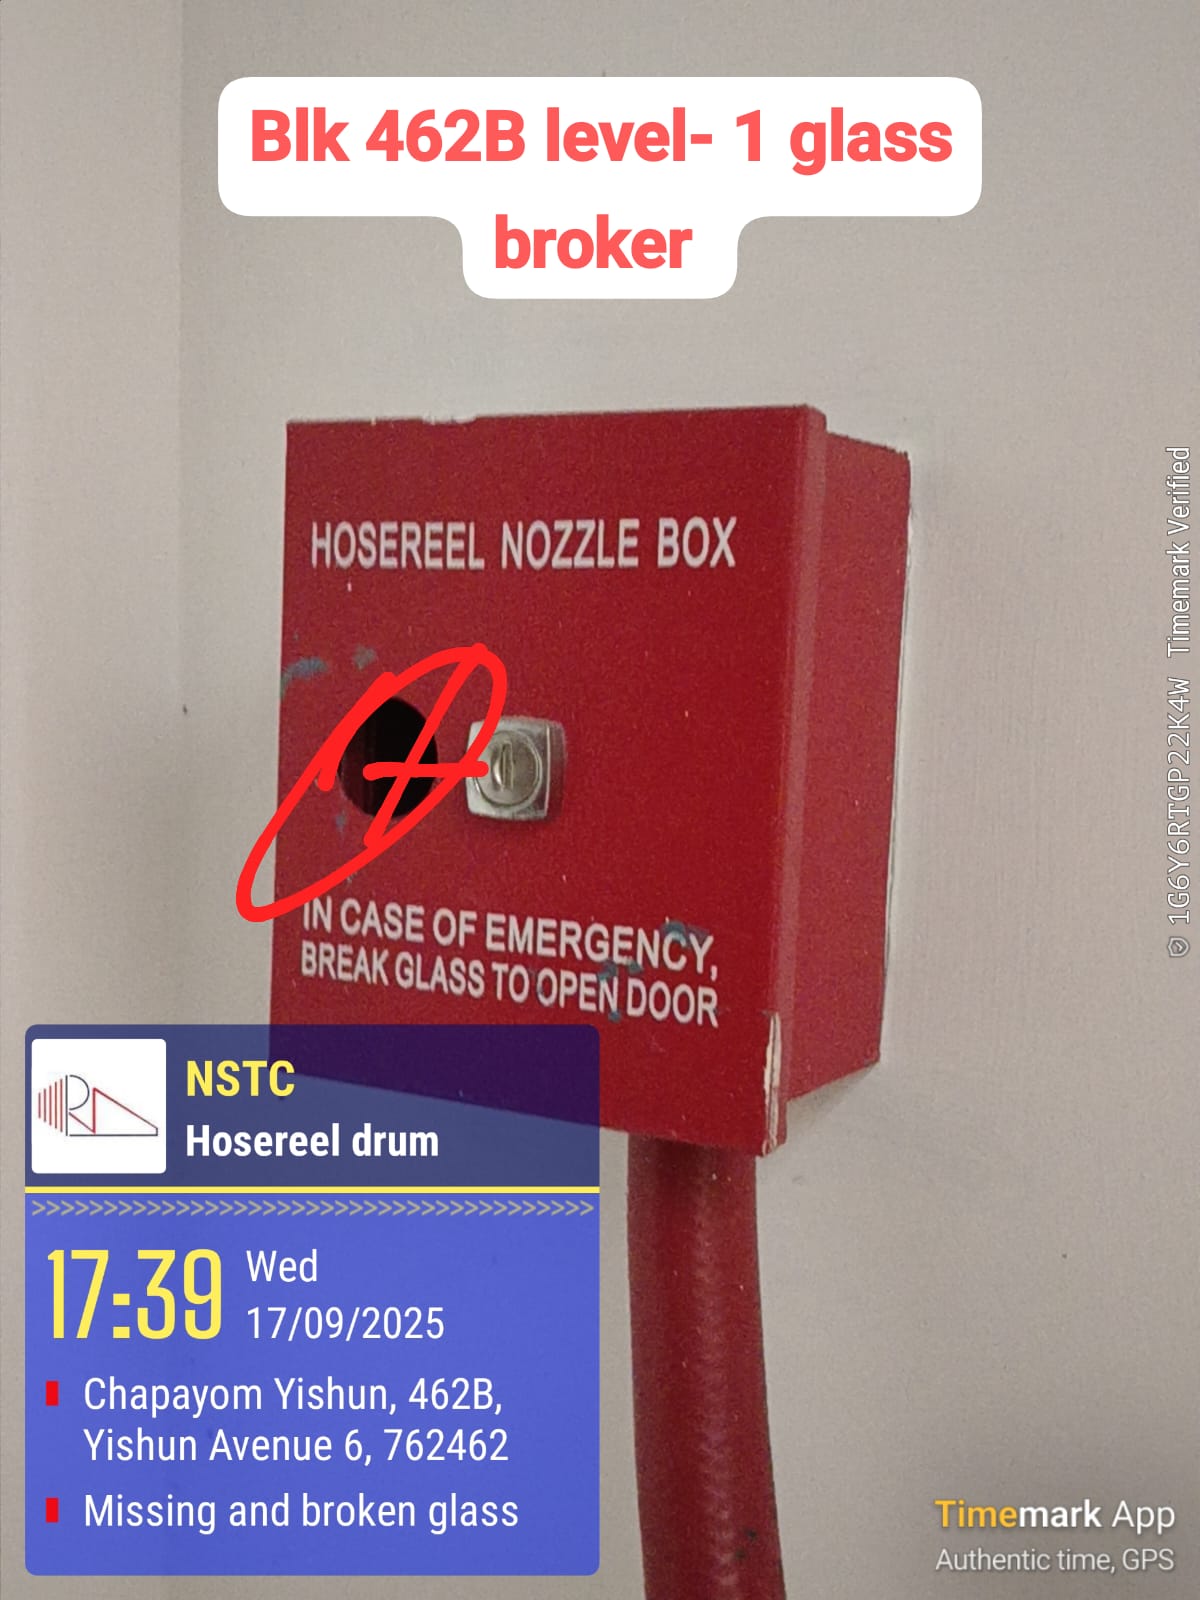 Blk 462B level- 1 glass
broker
HOSEREEL NOZZLE BOX
IN CASE OF EMERGENCY,
BREAK GLASS TO OPEN DOOR
NSTC
Hosereel drum
>>>>>>>>>>>>>>>>>>>>>>>>>>>>>>>>>>>>>>>>>>>
17:39
Wed
17/09/2025
Chapayom Yishun, 462B,
Yishun Avenue 6, 762462
Missing and broken glass
1G6Y6RTGP22K4W Timemark Verified
Timemark App
Authentic time, GPS